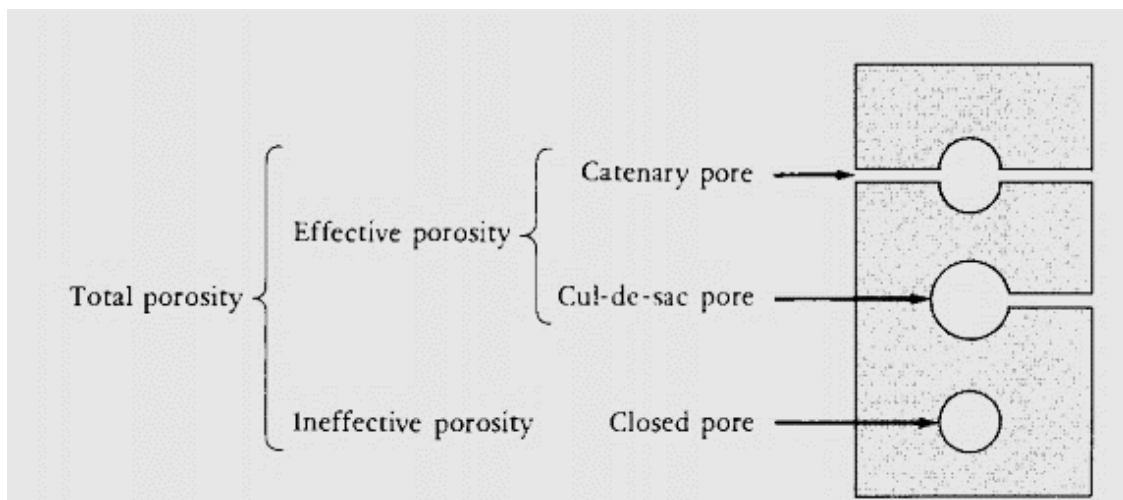 Catenary pore
Effective porosity
Total porosity
Cul-de-sac pore
Ineffective porosity
Closed pore